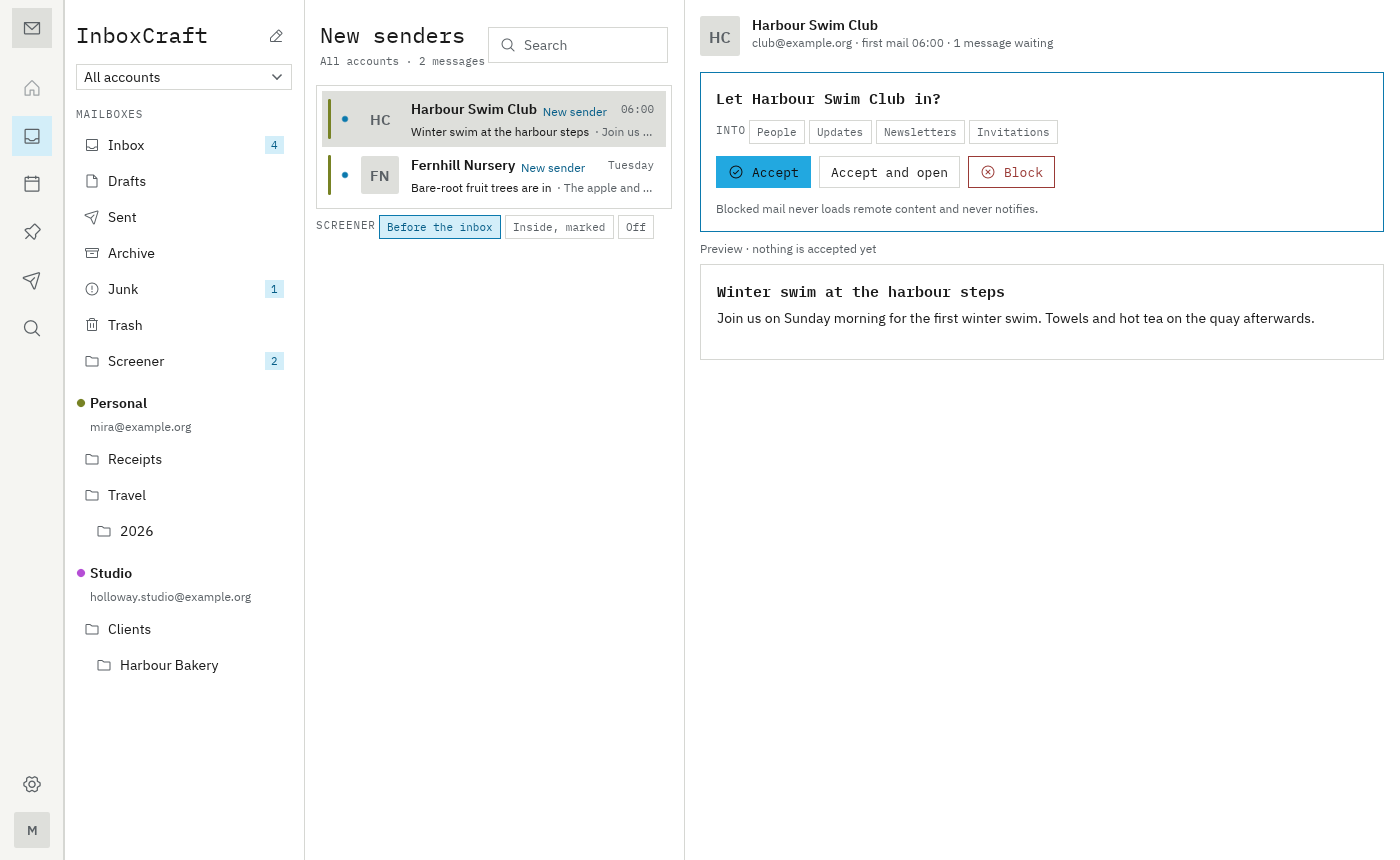 InboxCraft
All accounts
MAILBOXES
Inbox 4
Drafts
Sent
Archive
Junk 1
Trash
Screener 2
Personal
mira@example.org
Receipts
Travel
2026
Studio
holloway.studio@example.org
Clients
Harbour Bakery
M
New senders
All accounts · 2 messages
Search
HC
Harbour Swim Club New sender 06:00
Winter swim at the harbour steps · Join us …
FN
Fernhill Nursery New sender Tuesday
Bare-root fruit trees are in · The apple and …
SCREENER Before the inbox Inside, marked Off
HC
Harbour Swim Club
club@example.org · first mail 06:00 · 1 message waiting
Let Harbour Swim Club in?
INTO People Updates Newsletters Invitations
Accept Accept and open Block
Blocked mail never loads remote content and never notifies.
Preview · nothing is accepted yet
Winter swim at the harbour steps
Join us on Sunday morning for the first winter swim. Towels and hot tea on the quay afterwards.